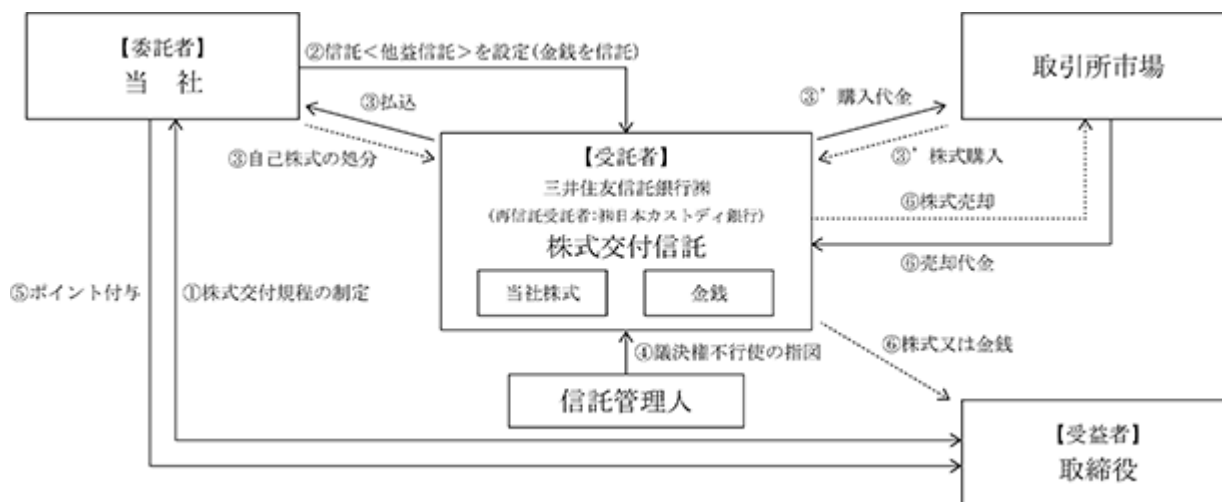 【委託者】
当 社
②信託<他益信託>を設定(金銭を信託)
取引所市場
③払込
③’購入代金
③自己株式の処分
③’株式購入
【受託者】
三井住友信託銀行㈱
(再信託受託者:㈱日本カストディ銀行)
株式交付信託
当社株式
金銭
⑥株式売却
⑥売却代金
⑤ポイント付与
①株式交付規程の制定
④議決権不行使の指図
⑥株式又は金銭
信託管理人
【受益者】
取締役